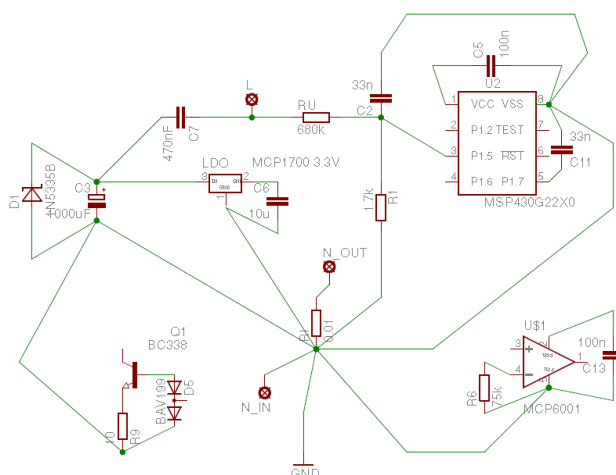 C5
100n
U2
33n
C2
1 VCC VSS 8
2 P1.2 TEST 7
3 P1.5 RST 6
4 P1.6 P1.7 5
MSP430G22X0
33n
C11
L
RU
680k
470nF
C7
LDO
MCP1700 3.3V
3
2
1
C6
10u
D1
1N5335B
C3
+
1000uF
1.7k
R1
N_OUT
RI
0.01
N_IN
GND
Q1
BC338
BAV199
D5
10
R9
U$1
3
4
1
100n
C13
R6
75k
MCP6001